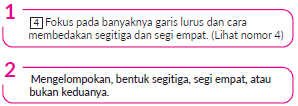 1
4 Fokus pada banyaknya garis lurus dan cara
membedakan segitiga dan segi empat. (Lihat nomor 4)
2
Mengelompokan, bentuk segitiga, segi empat, atau
bukan keduanya.